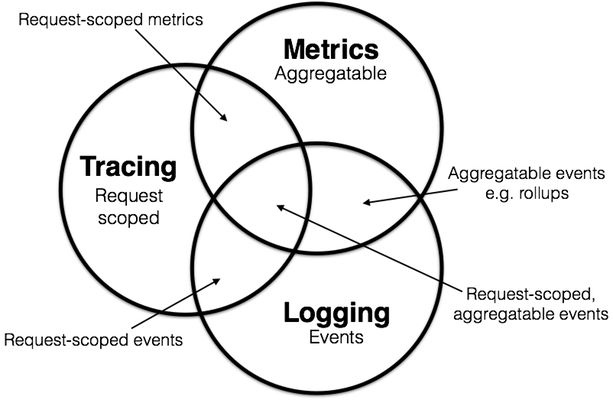 Request-scoped metrics
Metrics
Aggregatable
Tracing
Request
scoped
Aggregatable events
e.g. rollups
Request-scoped,
aggregatable events
Logging
Events
Request-scoped events